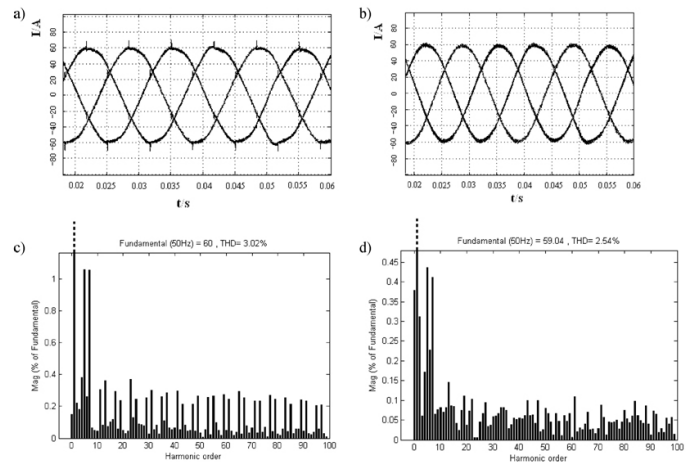 a)
I/A
80
60
40
20
0
-20
-40
-60
-80
0.02 0.025 0.03 0.035 0.04 0.045 0.05 0.055 0.06
t/s
b)
I/A
80
60
40
20
0
-20
-40
-60
-80
0.02 0.025 0.03 0.035 0.04 0.045 0.05 0.055 0.06
t/s
c)
Fundamental (50Hz) = 60 , THD= 3.02%
Mag (% of Fundamental)
1
0.8
0.6
0.4
0.2
0
0 10 20 30 40 50 60 70 80 90 100
Harmonic order
d)
Fundamental (50Hz) = 59.04 , THD= 2.54%
Mag (% of Fundamental)
0.45
0.4
0.35
0.3
0.25
0.2
0.15
0.1
0.05
0
0 10 20 30 40 50 60 70 80 90 100
Harmonic order